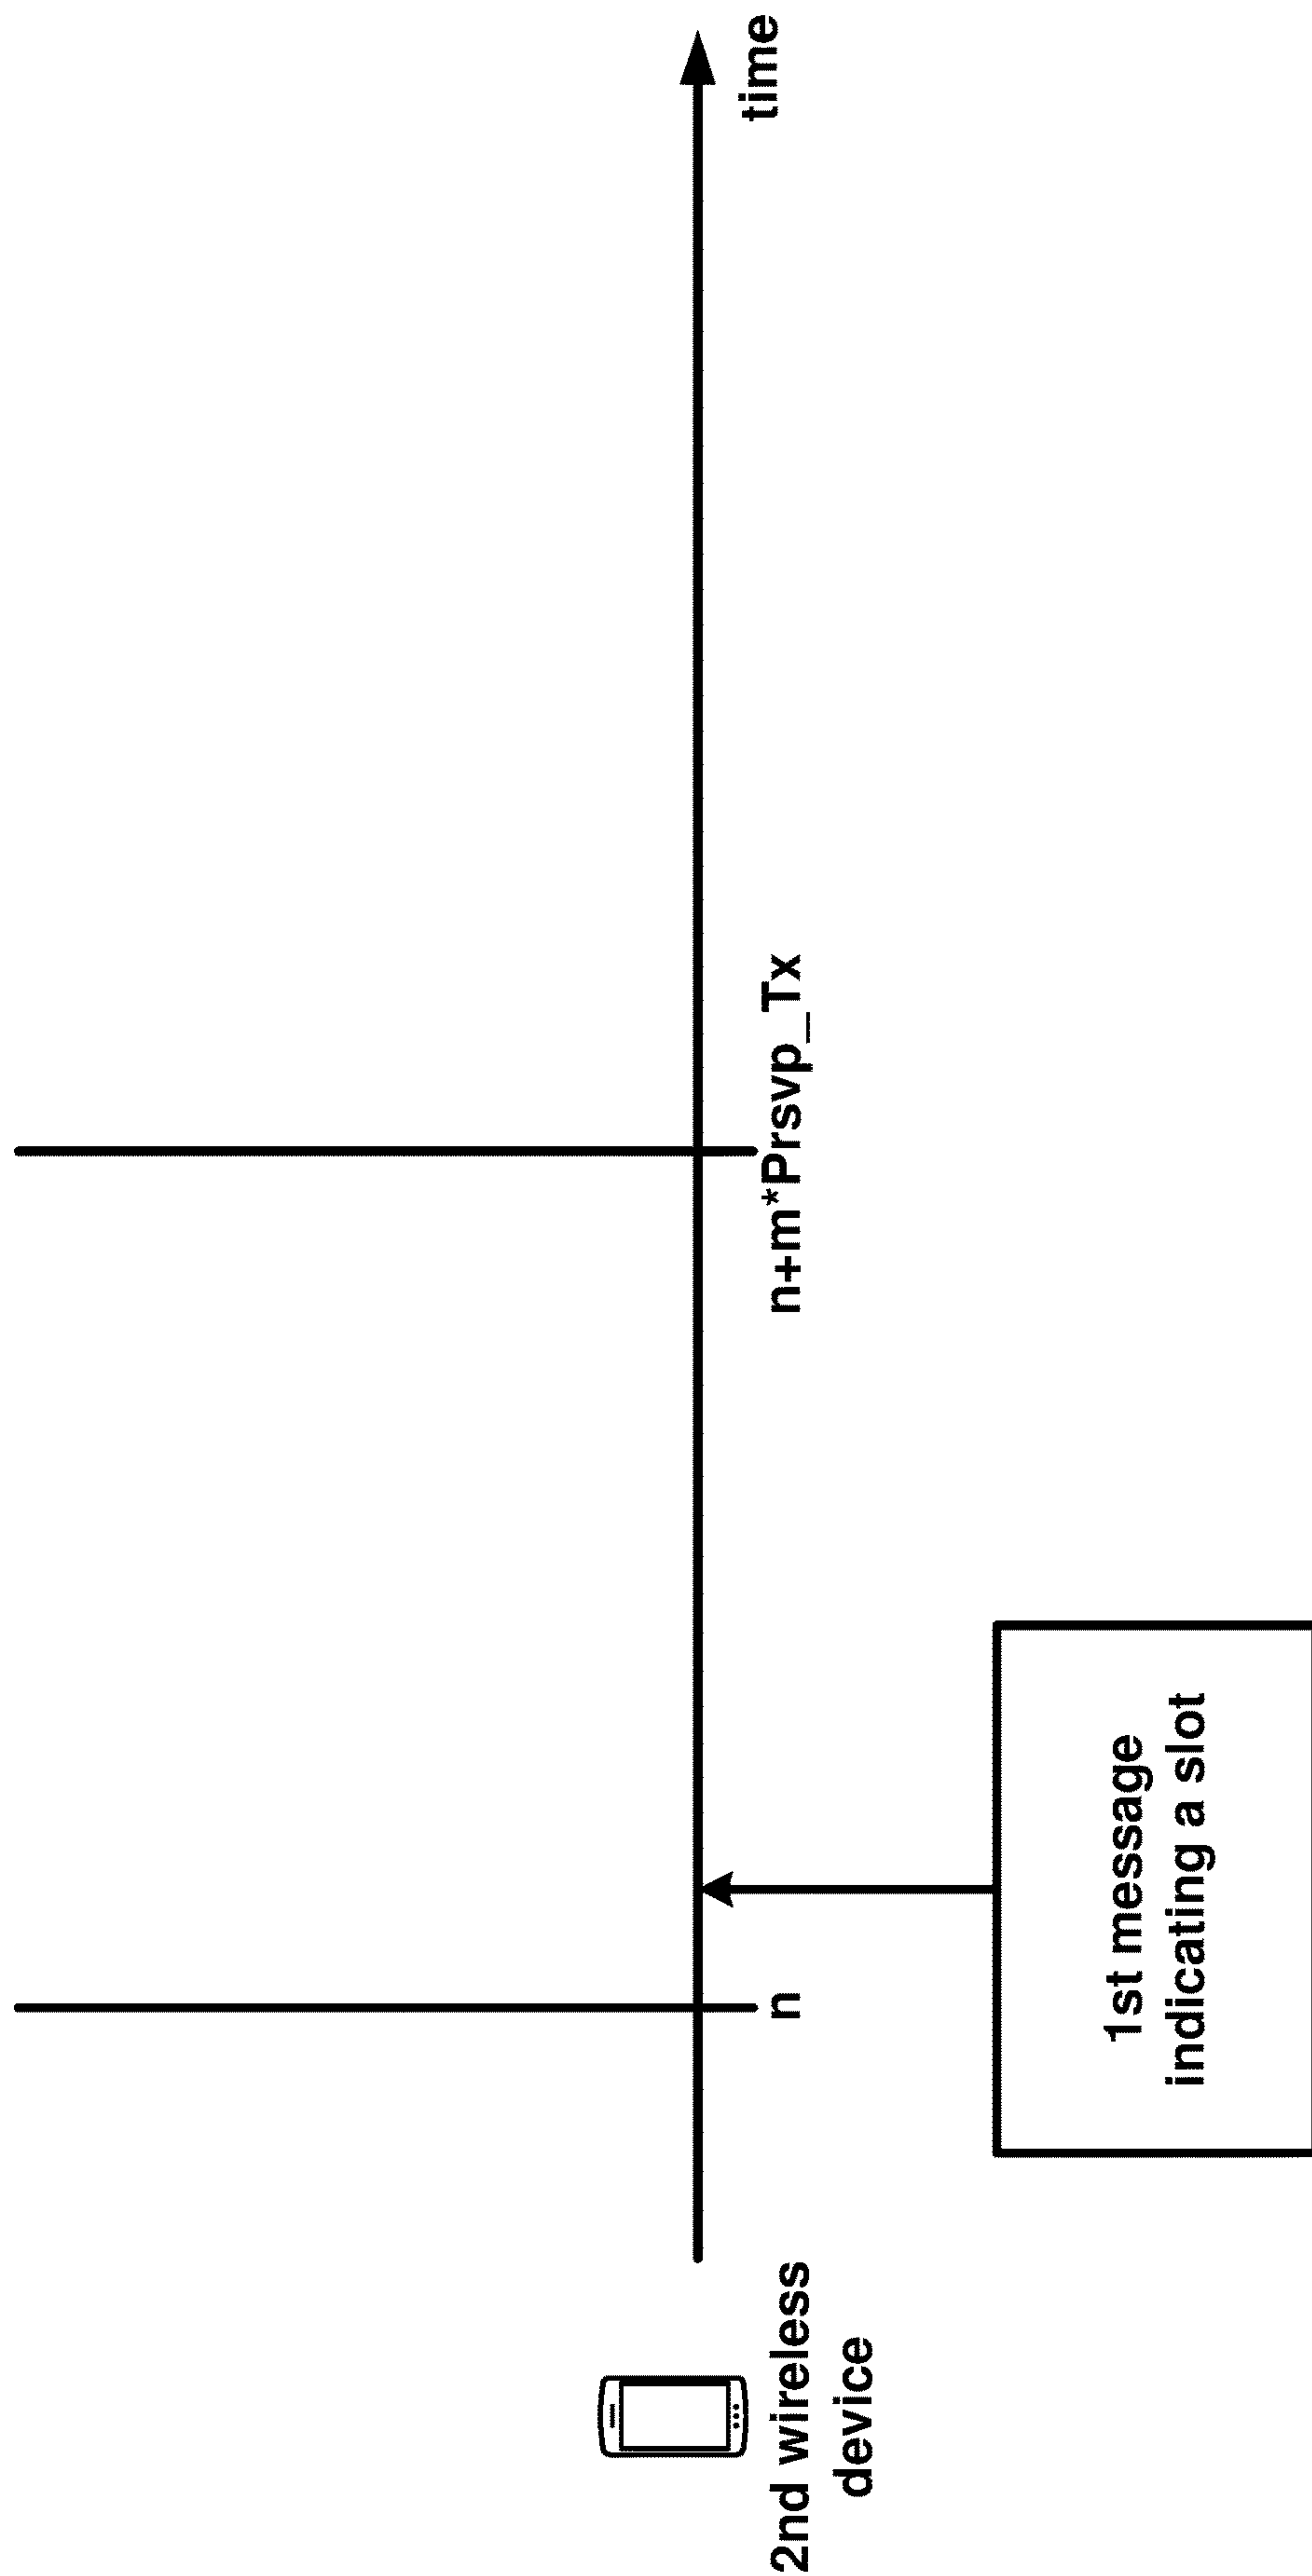 2nd wireless
device
n
n+m*Prsvp_Tx
time
1st message
indicating a slot